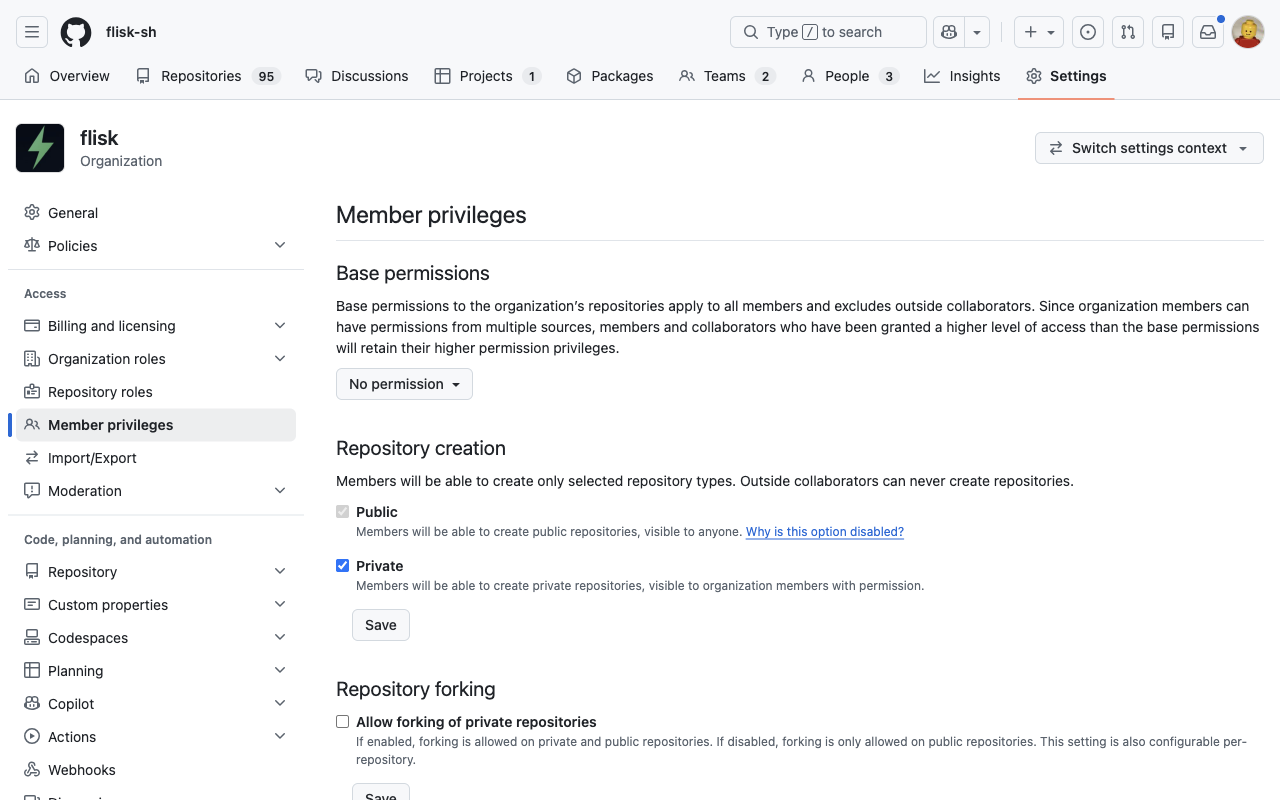 flisk-sh
Type / to search
Overview
Repositories 95
Discussions
Projects 1
Packages
Teams 2
People 3
Insights
Settings
flisk
Organization
Switch settings context
General
Policies
Access
Billing and licensing
Organization roles
Repository roles
Member privileges
Import/Export
Moderation
Code, planning, and automation
Repository
Custom properties
Codespaces
Planning
Copilot
Actions
Webhooks
Member privileges
Base permissions
Base permissions to the organization’s repositories apply to all members and excludes outside collaborators. Since organization members can
have permissions from multiple sources, members and collaborators who have been granted a higher level of access than the base permissions
will retain their higher permission privileges.
No permission
Repository creation
Members will be able to create only selected repository types. Outside collaborators can never create repositories.
Public
Members will be able to create public repositories, visible to anyone. Why is this option disabled?
Private
Members will be able to create private repositories, visible to organization members with permission.
Save
Repository forking
Allow forking of private repositories
If enabled, forking is allowed on private and public repositories. If disabled, forking is only allowed on public repositories. This setting is also configurable per-
repository.
Save